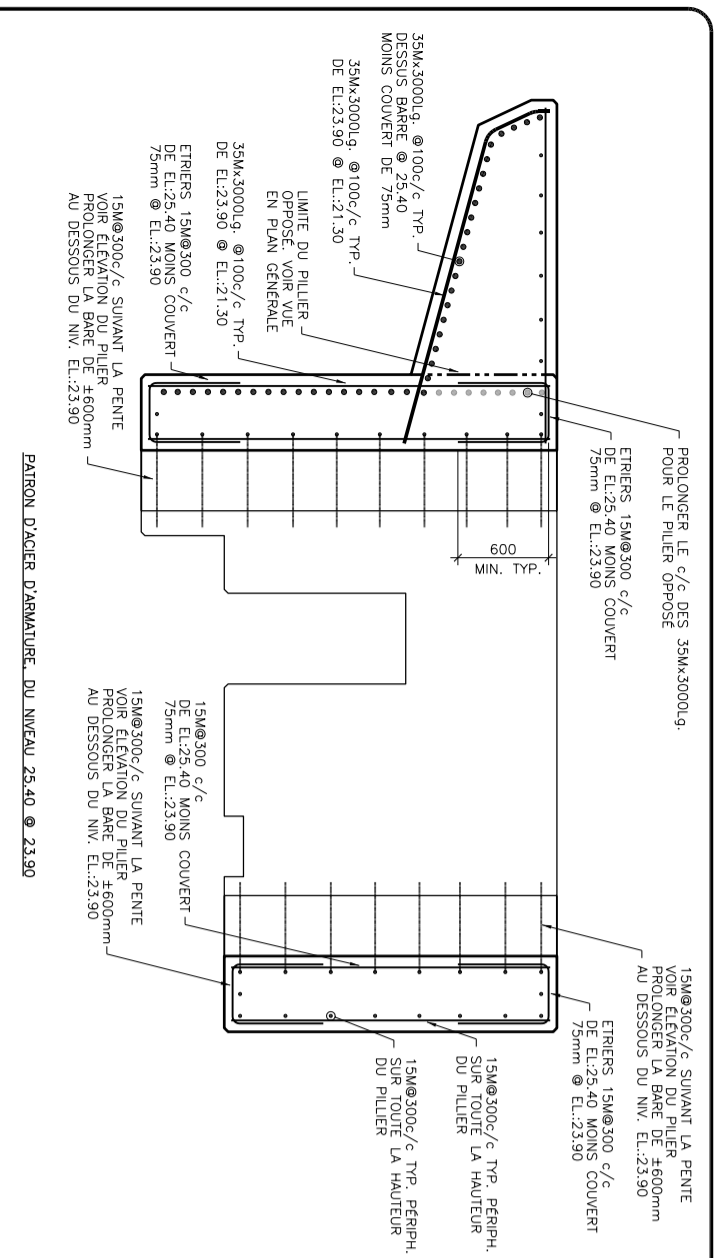 35Mx3000Lg. @100c/c TYP.
DESSUS BARRE @ 25.40
MOINS COUVERT DE 75mm
35Mx3000Lg. @100c/c TYP.
DE EL:23.90 @ EL.:21.30
35Mx3000Lg. @100c/c TYP.
DE EL:23.90 @ EL.:21.30
LIMITE DU PILLIER
OPPOSÉ. VOIR VUE
EN PLAN GÉNÉRALE
ETRIERS 15M@300 c/c
DE EL:25.40 MOINS COUVERT
75mm @ EL.:23.90
15M@300c/c SUIVANT LA PENTE
VOIR ÉLÉVATION DU PILIER
PROLONGER LA BARE DE ±600mm
AU DESSOUS DU NIV. EL.:23.90
PROLONGER LE c/c DES 35Mx3000Lg.
POUR LE PILIER OPPOSÉ
ETRIERS 15M@300 c/c
DE EL:25.40 MOINS COUVERT
75mm @ EL.:23.90
600
MIN. TYP.
15M@300 c/c
DE EL:25.40 MOINS COUVERT
75mm @ EL.:23.90
15M@300c/c SUIVANT LA PENTE
VOIR ÉLÉVATION DU PILIER
PROLONGER LA BARE DE ±600mm
AU DESSOUS DU NIV. EL.:23.90
15M@300c/c SUIVANT LA PENTE
VOIR ÉLÉVATION DU PILIER
PROLONGER LA BARE DE ±600mm
AU DESSOUS DU NIV. EL.:23.90
ETRIERS 15M@300 c/c
DE EL:25.40 MOINS COUVERT
75mm @ EL.:23.90
15M@300c/c TYP. PÉRIPH.
SUR TOUTE LA HAUTEUR
DU PILLIER
15M@300c/c TYP. PÉRIPH.
SUR TOUTE LA HAUTEUR
DU PILLIER
PATRON D'ACIER D'ARMATURE, DU NIVEAU 25.40 @ 23.90